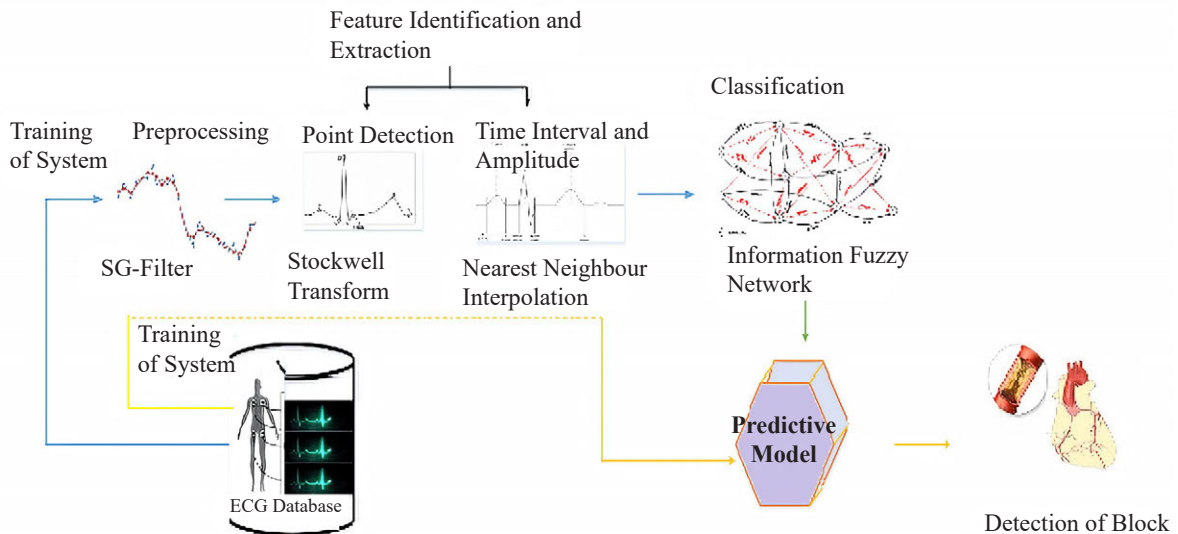 Feature Identification and
Extraction
Classification
Training
of System
Preprocessing
Point Detection
Time Interval and
Amplitude
SG-Filter
Stockwell
Transform
Nearest Neighbour
Interpolation
Information Fuzzy
Network
Training
of System
Predictive
Model
ECG Database
Detection of Block